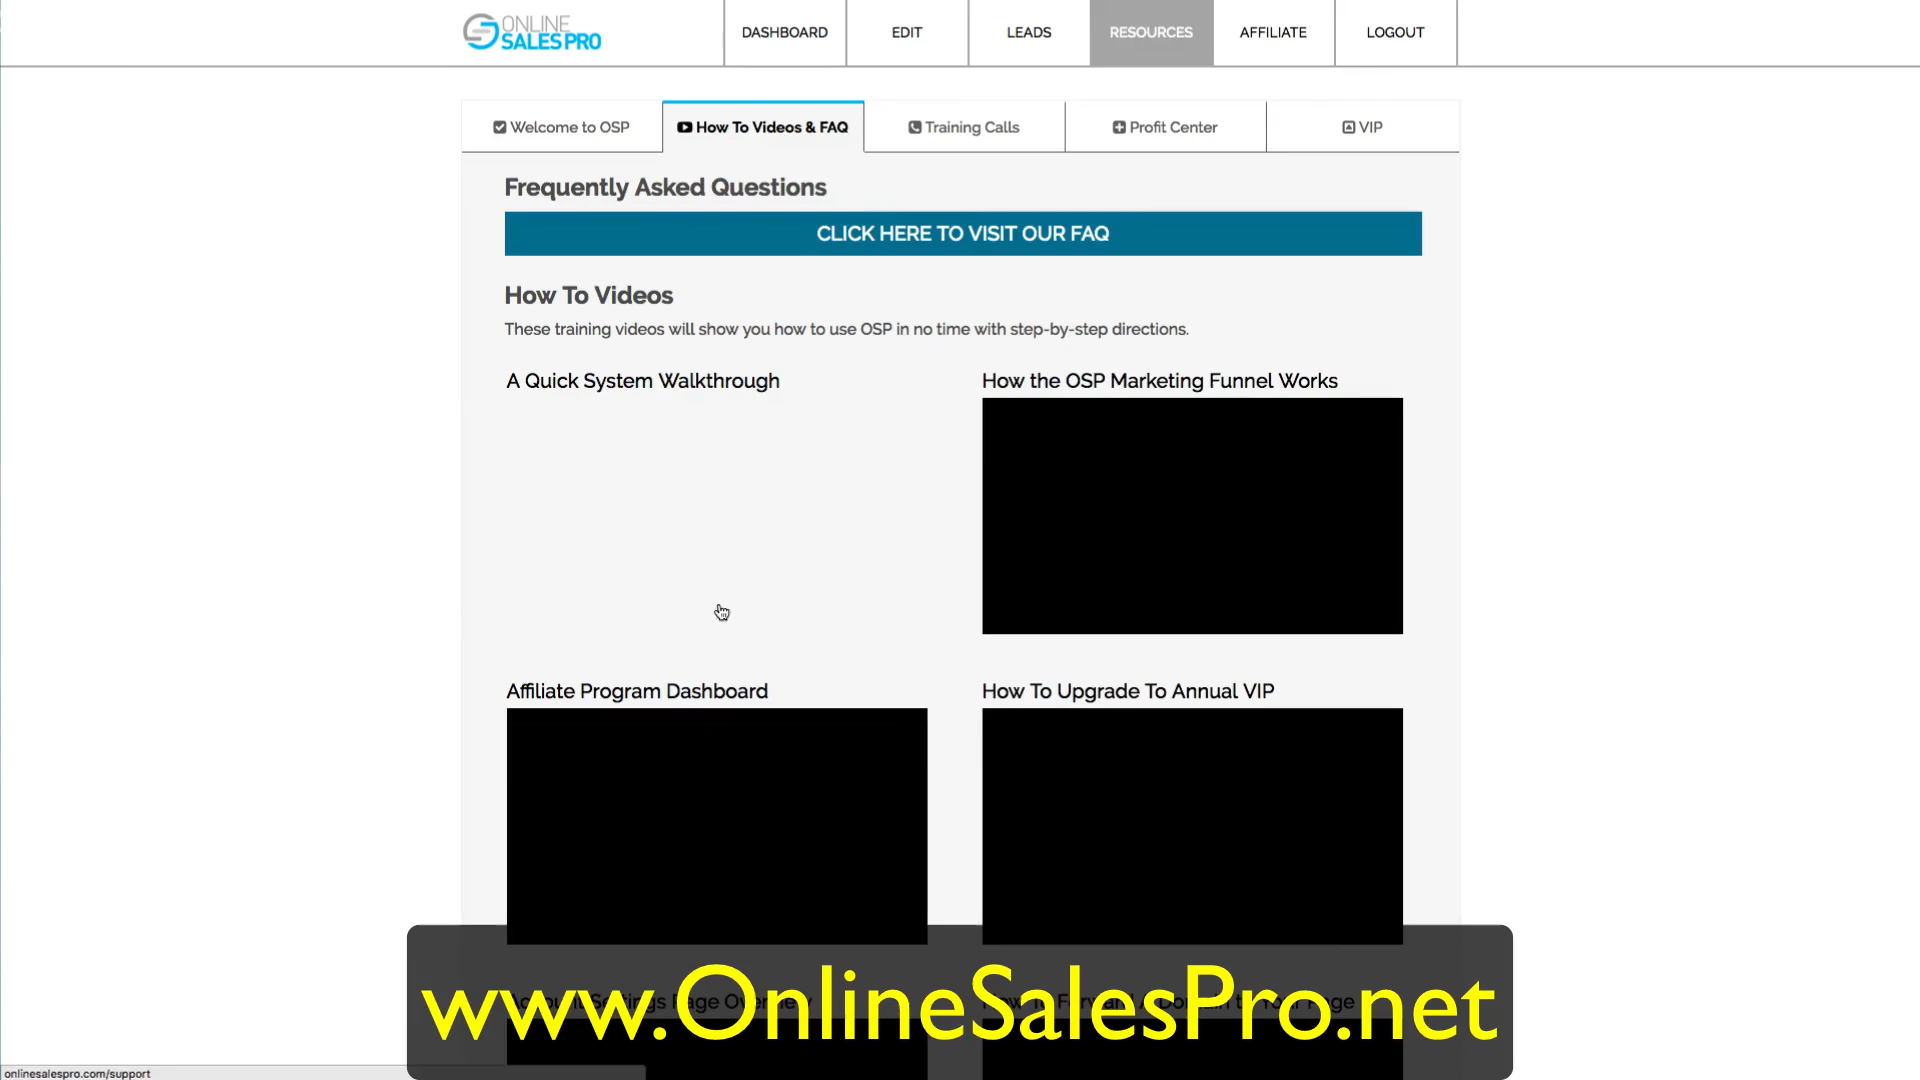 ONLINE
SALES PRO
DASHBOARD
EDIT
LEADS
RESOURCES
AFFILIATE
LOGOUT
Welcome to OSP
How To Videos & FAQ
Training Calls
Profit Center
VIP
Frequently Asked Questions
CLICK HERE TO VISIT OUR FAQ
How To Videos
These training videos will show you how to use OSP in no time with step-by-step directions.
A Quick System Walkthrough
How the OSP Marketing Funnel Works
Affiliate Program Dashboard
How To Upgrade To Annual VIP
www.OnlineSalesPro.net
onlinesalespro.com/support